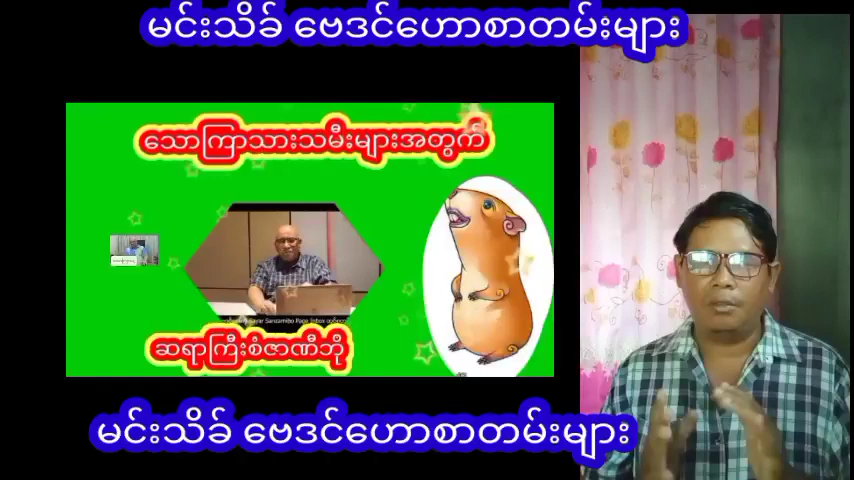 မင်းသိခ် ဗေဒင်ဟောစာတမ်းများ
သောကြာသားသမီးများအတွက်
ဆရာကြီးစံဇာဏီဘို
မင်းသိခ် ဗေဒင်ဟောစာတမ်းများ